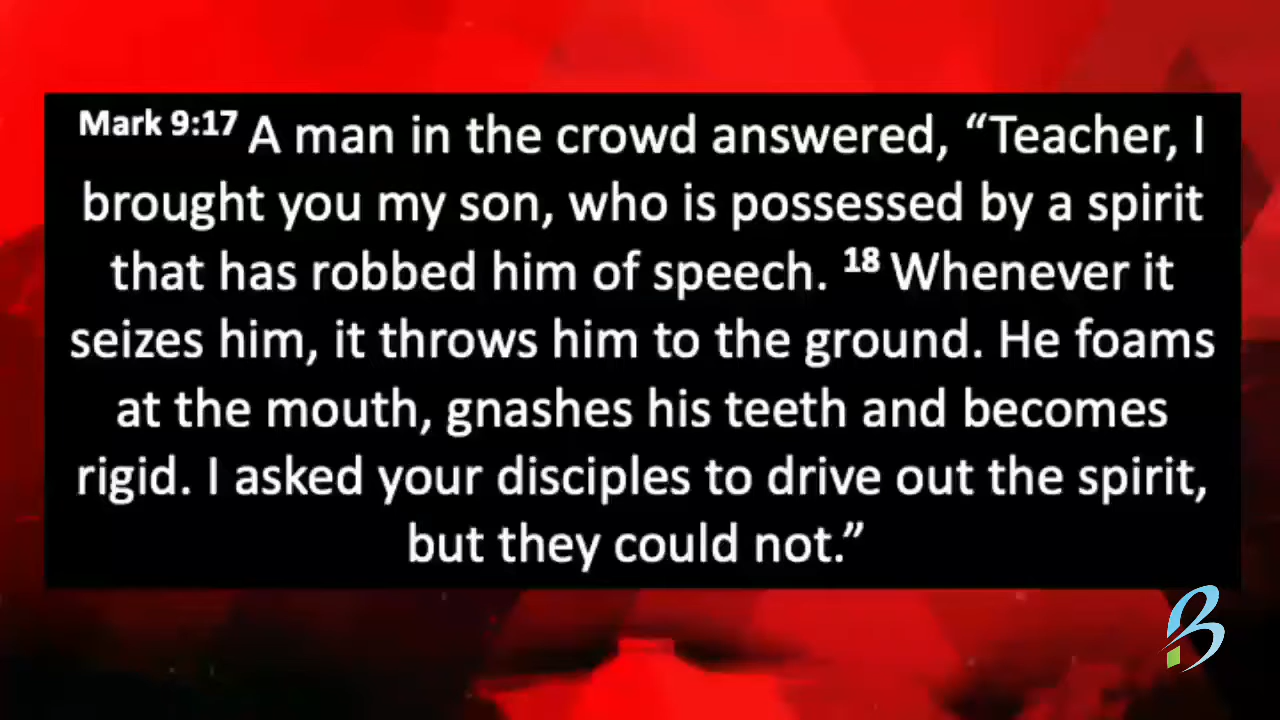 Mark 9:17 A man in the crowd answered, “Teacher, I
brought you my son, who is possessed by a spirit
that has robbed him of speech. 18 Whenever it
seizes him, it throws him to the ground. He foams
at the mouth, gnashes his teeth and becomes
rigid. I asked your disciples to drive out the spirit,
but they could not.”
B